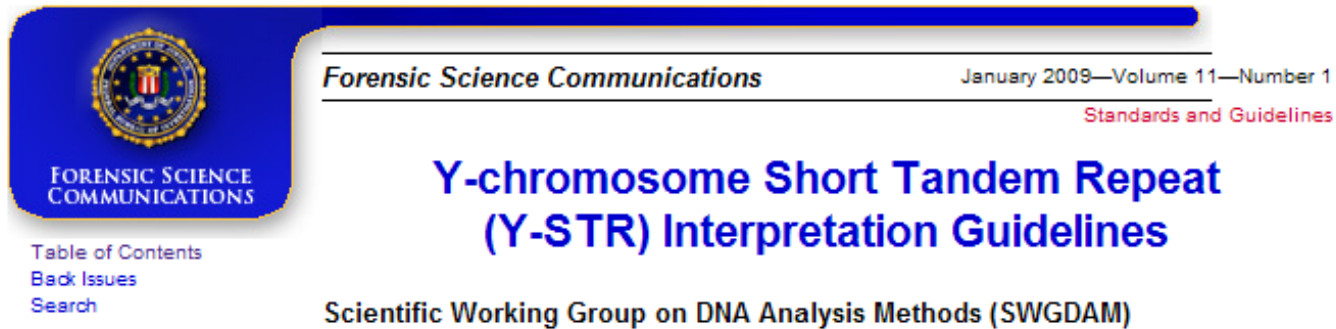 Forensic Science Communications
January 2009—Volume 11—Number 1
Standards and Guidelines
FORENSIC SCIENCE
COMMUNICATIONS
Table of Contents
Back Issues
Search
Y-chromosome Short Tandem Repeat
(Y-STR) Interpretation Guidelines
Scientific Working Group on DNA Analysis Methods (SWGDAM)